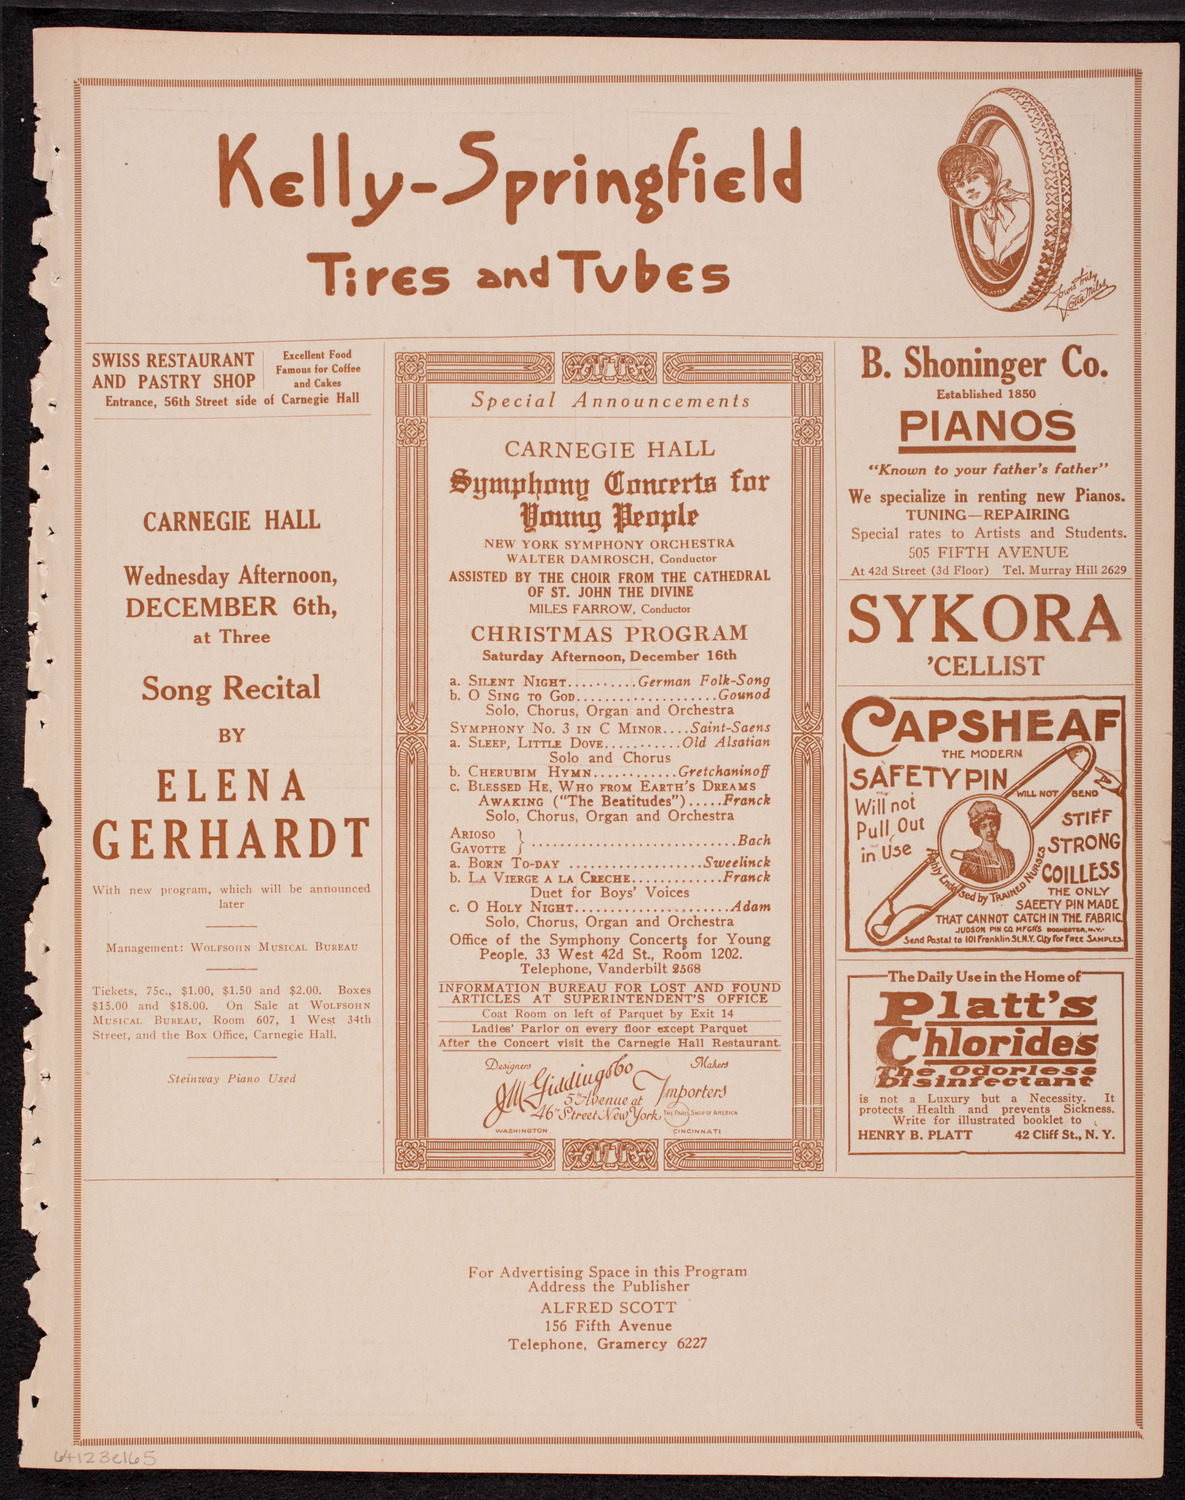 Kelly-Springfield
Tires and Tubes
Yours truly
Lotta Miles
SWISS RESTAURANT
AND PASTRY SHOP
Excellent Food
Famous for Coffee
and Cakes
Entrance, 56th Street side of Carnegie Hall
CARNEGIE HALL
Wednesday Afternoon,
DECEMBER 6th,
at Three
Song Recital
BY
ELENA
GERHARDT
With new program, which will be announced
later
Management: WOLFSOHN MUSICAL BUREAU
Tickets, 75c., $1.00, $1.50 and $2.00. Boxes
$15.00 and $18.00. On Sale at WOLFSOHN
MUSICAL BUREAU, Room 607, 1 West 34th
Street, and the Box Office, Carnegie Hall.
Steinway Piano Used
Special Announcements
CARNEGIE HALL
Symphony Concerts for
Young People
NEW YORK SYMPHONY ORCHESTRA
WALTER DAMROSCH, Conductor
ASSISTED BY THE CHOIR FROM THE CATHEDRAL
OF ST. JOHN THE DIVINE
MILES FARROW, Conductor
CHRISTMAS PROGRAM
Saturday Afternoon, December 16th
a. SILENT NIGHT..........German Folk-Song
b. O SING TO GOD....................Gounod
Solo, Chorus, Organ and Orchestra
SYMPHONY NO. 3 IN C MINOR....Saint-Saens
a. SLEEP, LITTLE DOVE...........Old Alsatian
Solo and Chorus
b. CHERUBIM HYMN............Gretchaninoff
c. BLESSED HE, WHO FROM EARTH'S DREAMS
AWAKING ("The Beatitudes").....Franck
Solo, Chorus, Organ and Orchestra
ARIOSO
GAVOTTE } .............................Bach
a. BORN TO-DAY ...................Sweelinck
b. LA VIERGE A LA CRECHE.............Franck
Duet for Boys' Voices
c. O HOLY NIGHT......................Adam
Solo, Chorus, Organ and Orchestra
Office of the Symphony Concerts for Young
People, 33 West 42d St., Room 1202.
Telephone, Vanderbilt 2568
INFORMATION BUREAU FOR LOST AND FOUND
ARTICLES AT SUPERINTENDENT'S OFFICE
Coat Room on left of Parquet by Exit 14
Ladies' Parlor on every floor except Parquet
After the Concert visit the Carnegie Hall Restaurant.
Designers Makers
JM Giddings & Co Importers
5th Avenue at
46th Street New York, THE PARIS SHOP OF AMERICA
WASHINGTON CINCINNATI
B. Shoninger Co.
Established 1850
PIANOS
"Known to your father's father"
We specialize in renting new Pianos.
TUNING—REPAIRING
Special rates to Artists and Students.
505 FIFTH AVENUE
At 42d Street (3d Floor) Tel. Murray Hill 2629
SYKORA
'CELLIST
CAPSHEAF
THE MODERN
SAFETY PIN
WILL NOT BEND
Will not
Pull Out
in Use
STIFF
STRONG
COILLESS
Highly Endorsed by TRAINED NURSES
THE ONLY
SAFETY PIN MADE
THAT CANNOT CATCH IN THE FABRIC
JUDSON PIN CO. MFGR'S ROCHESTER, N.Y.
Send Postal to 101 Franklin St. N.Y. City for FREE SAMPLES
The Daily Use in the Home of
Platt's
Chlorides
The Odorless
Disinfectant
is not a Luxury but a Necessity. It
protects Health and prevents Sickness.
Write for illustrated booklet to
HENRY B. PLATT 42 Cliff St., N. Y.
For Advertising Space in this Program
Address the Publisher
ALFRED SCOTT
156 Fifth Avenue
Telephone, Gramercy 6227
64123e165